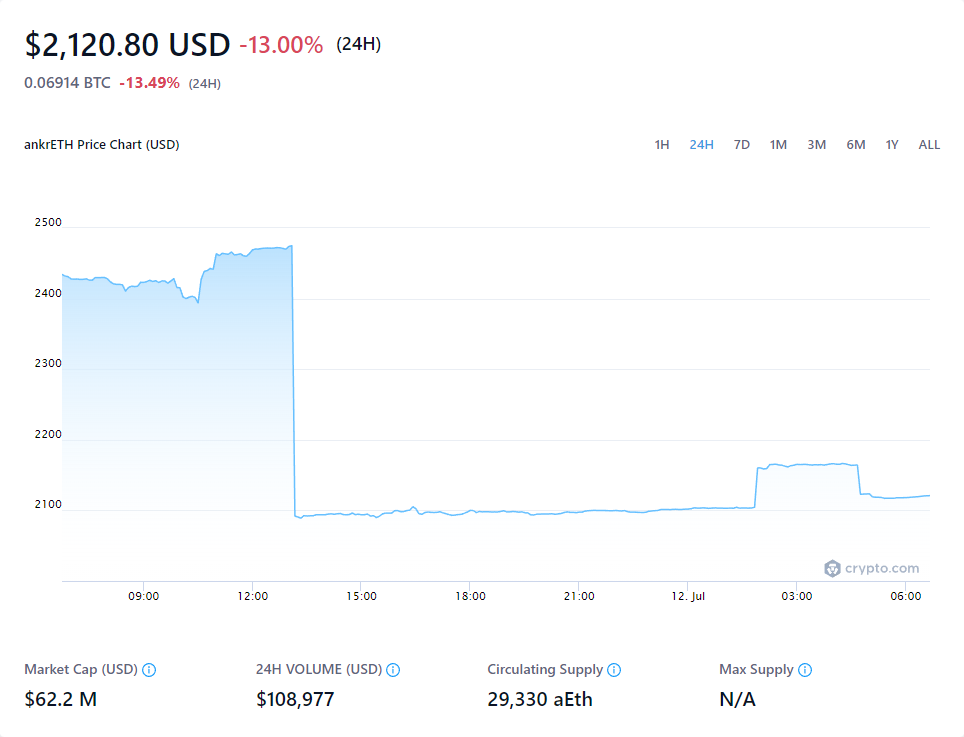 $2,120.80 USD -13.00% (24H)
0.06914 BTC -13.49% (24H)
ankrETH Price Chart (USD) 1H 24H 7D 1M 3M 6M 1Y ALL
2500
2400
2300
2200
2100
crypto.com
09:00 12:00 15:00 18:00 21:00 12. Jul 03:00 06:00
Market Cap (USD) 24H VOLUME (USD) Circulating Supply Max Supply
$62.2 M $108,977 29,330 aEth N/A